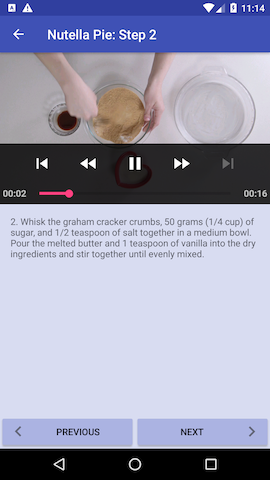 11:14
Nutella Pie: Step 2
00:02
00:16
2. Whisk the graham cracker crumbs, 50 grams (1/4 cup) of
sugar, and 1/2 teaspoon of salt together in a medium bowl.
Pour the melted butter and 1 teaspoon of vanilla into the dry
ingredients and stir together until evenly mixed.
PREVIOUS
NEXT